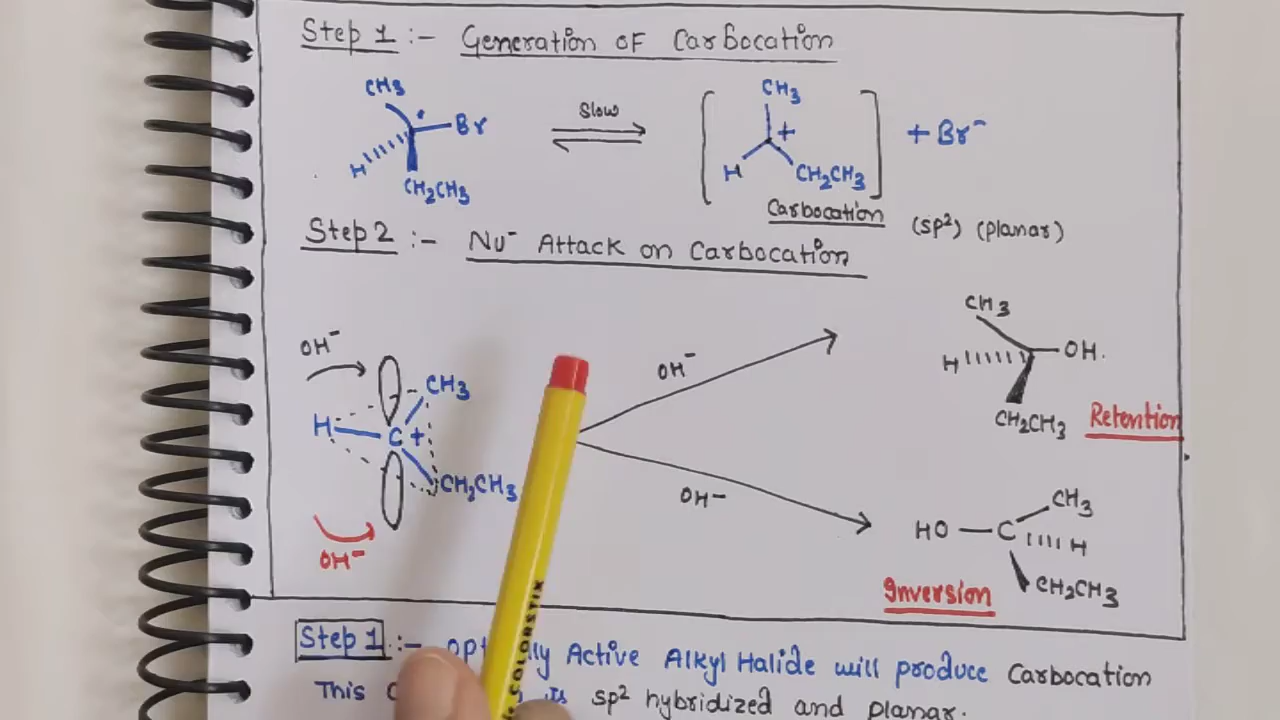 Step 1 :- Generation of Carbocation
CH3
Br
H
CH2CH3
Slow
CH3
+
H
CH2CH3
+ Br-
Carbocation (sp2) (planar)
Step 2 :- Nu- Attack on Carbocation
OH-
CH3
H
C +
CH2CH3
OH-
OH-
OH-
CH3
H
OH.
CH2CH3
Retention
HO
C
CH3
H
CH2CH3
Inversion
Step 1 :- Active Alkyl Halide will produce Carbocation
This is sp2 hybridized and planar.
COLORSTIX